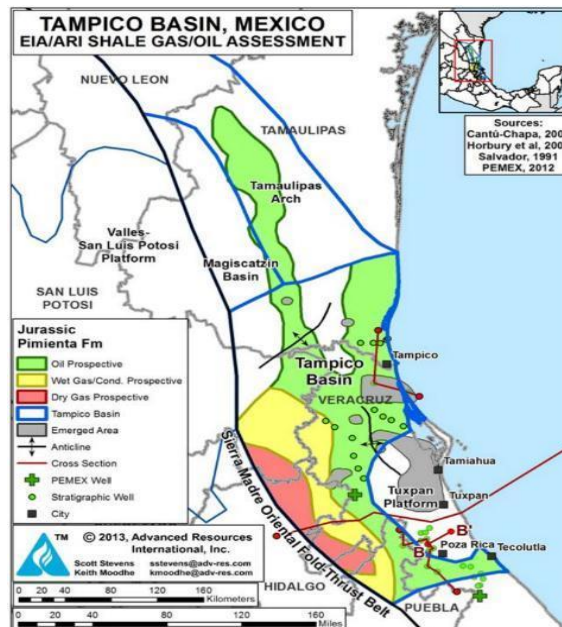 TAMPICO BASIN, MEXICO
EIA/ARI SHALE GAS/OIL ASSESSMENT
NUEVO LEON
TAMAULIPAS
Sources:
Cantú-Chapa, 200
Horbury et al, 200
Salvador, 1991
PEMEX, 2012
Tamaulipas
Arch
Valles-
San Luis Potosi
Platform
Magiscatzin
Basin
SAN LUIS
POTOSI
Jurassic
Pimienta Fm
Oil Prospective
Wet Gas/Cond. Prospective
Dry Gas Prospective
Tampico Basin
Emerged Area
Anticline
Cross Section
PEMEX Well
Stratigraphic Well
City
Tampico
Tampico
Basin
VERACRUZ
Tamiahua
Tuxpan
Platform
Tuxpan
B'
B
Poza Rica
Tecolutla
Sierra Madre Oriental Fold-Thrust Belt
HIDALGO
PUEBLA
TM
© 2013, Advanced Resources
International, Inc.
Scott Stevens sstevens@adv-res.com
Keith Moodhe kmoodhe@adv-res.com
0 20 40 80 120 160
Kilometers
0 20 40 80 120 160
Miles